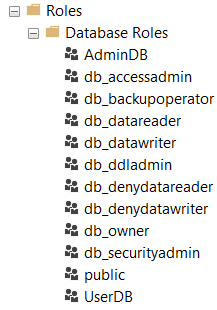 Roles
Database Roles
AdminDB
db_accessadmin
db_backupoperator
db_datareader
db_datawriter
db_ddladmin
db_denydatareader
db_denydatawriter
db_owner
db_securityadmin
public
UserDB